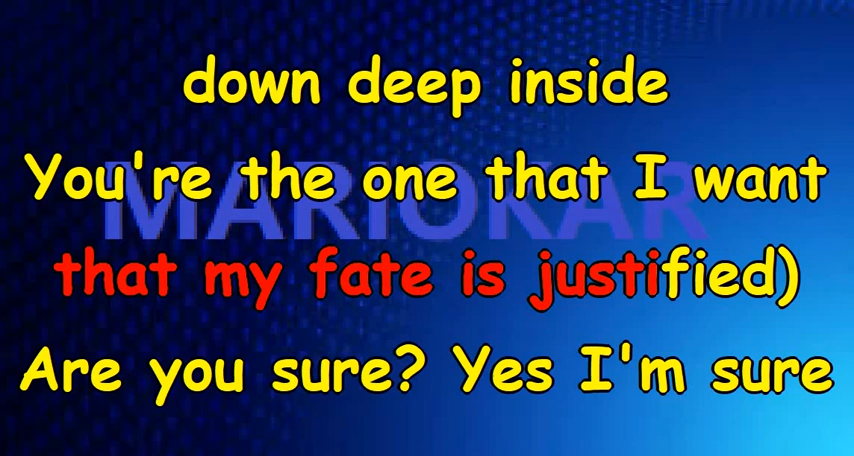 down deep inside
You're the one that I want
MARIOKAR
that my fate is justified)
Are you sure? Yes I'm sure